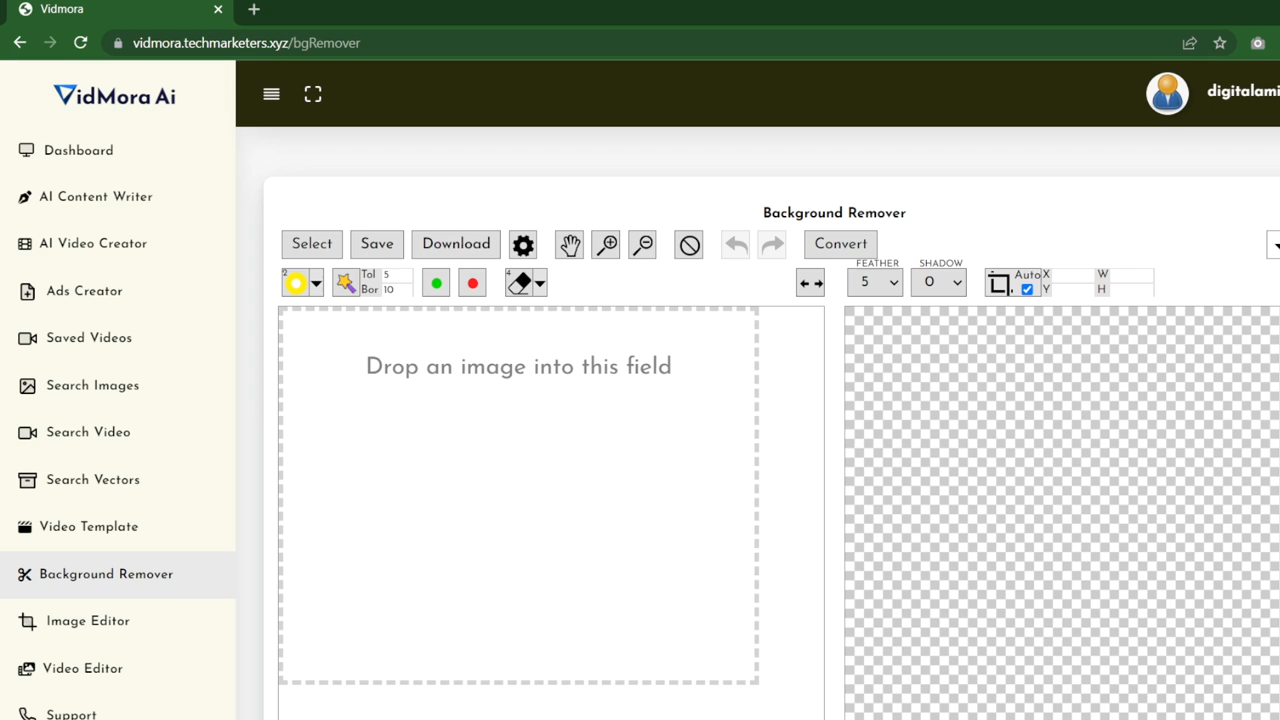 Vidmora
vidmora.techmarketers.xyz/bgRemover
VidMora Ai
digitalami
Dashboard
AI Content Writer
AI Video Creator
Ads Creator
Saved Videos
Search Images
Search Video
Search Vectors
Video Template
Background Remover
Image Editor
Video Editor
Support
Background Remover
Select Save Download Convert
FEATHER SHADOW
2 Tol 5 4 5 0 Auto X W
Bor 10 Y H
Drop an image into this field